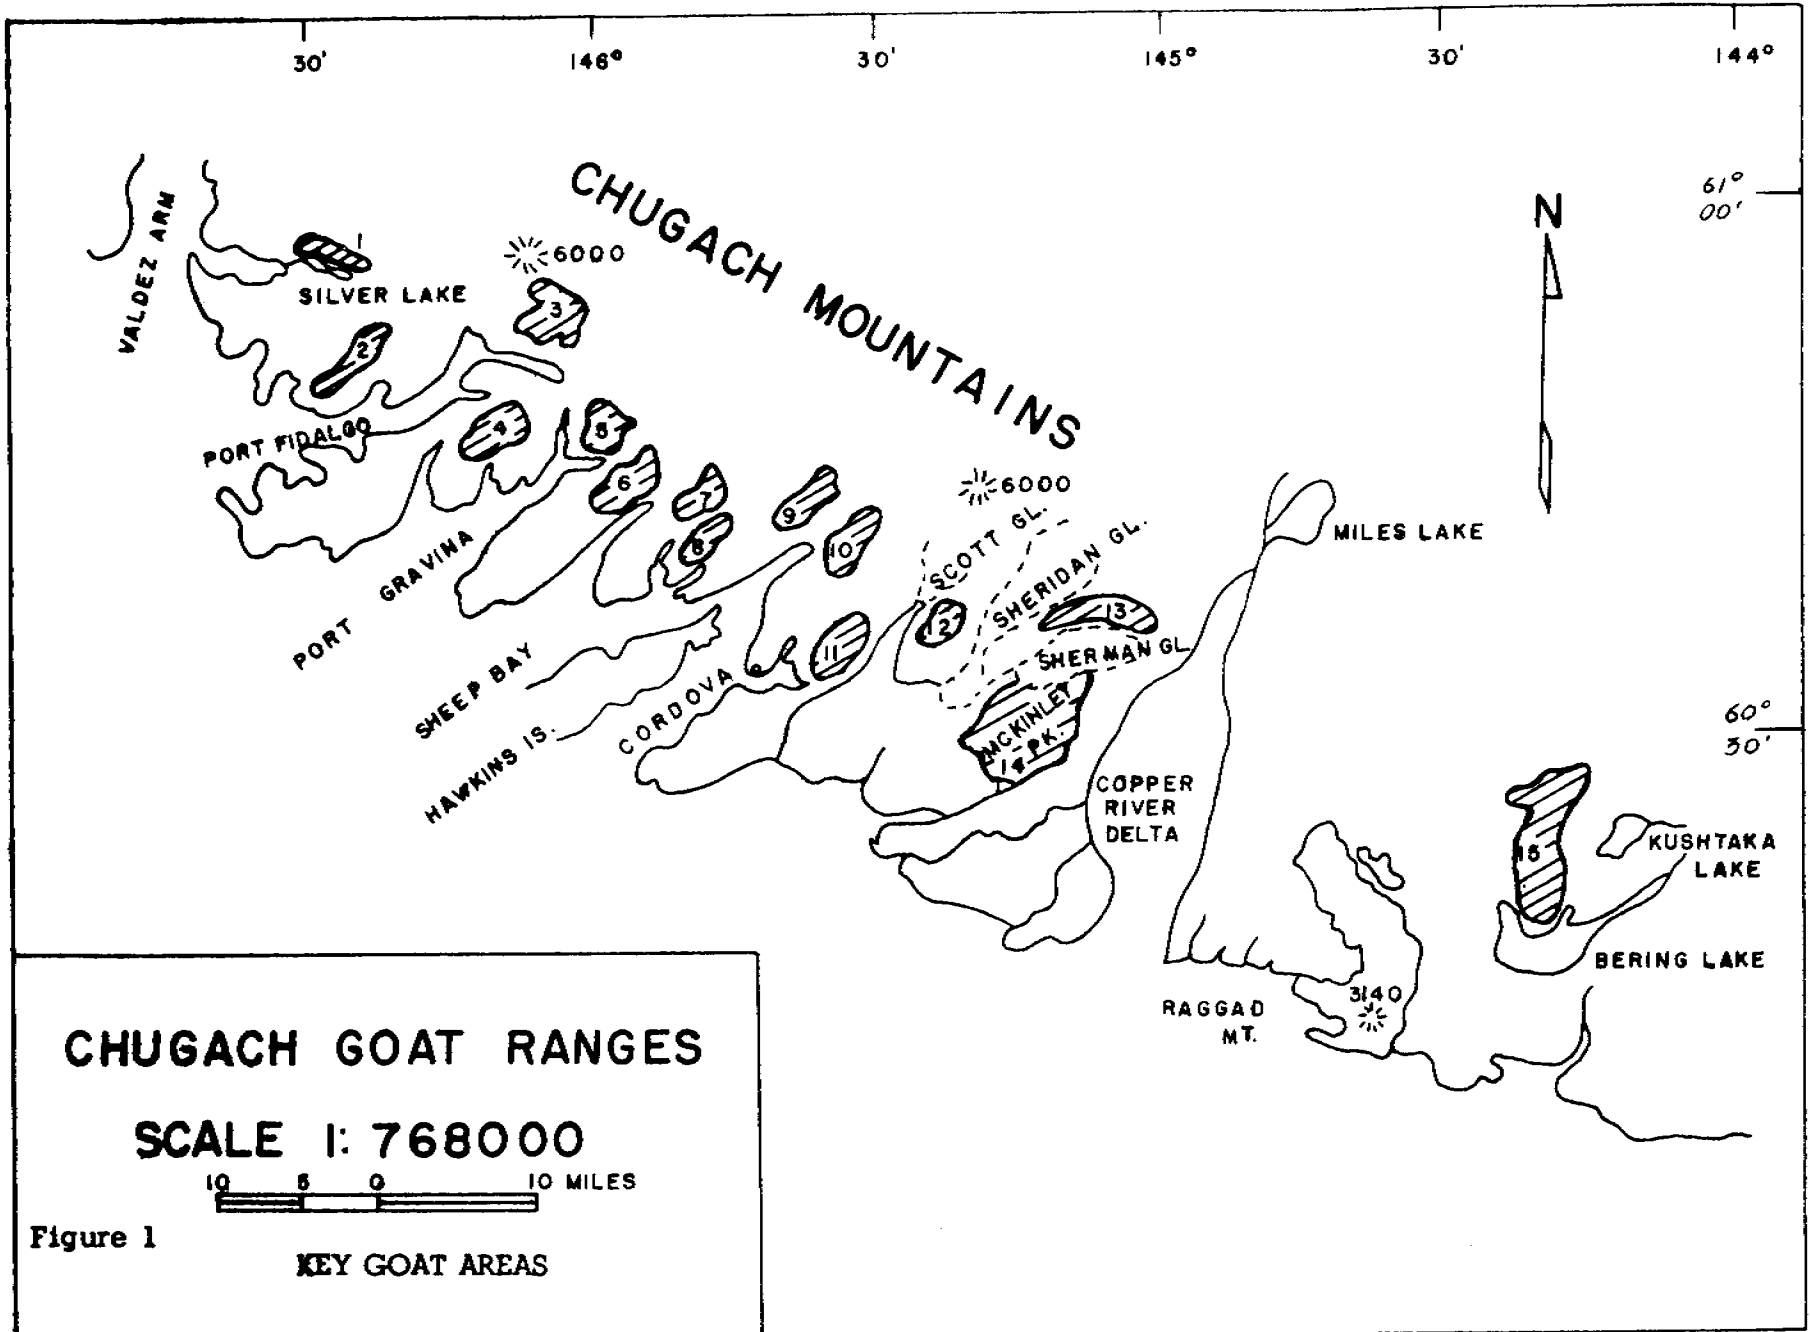 30'
146°
30'
145°
30'
144°
61°
00'
CHUGACH MOUNTAINS
N
VALDEZ ARM
1
6000
SILVER LAKE
3
2
PORT FIDALGO
4
5
6
7
8
9
10
6000
SCOTT GL.
SHERIDAN GL.
MILES LAKE
PORT GRAVINA
12
13
11
SHERMAN GL.
SHEEP BAY
HAWKINS IS.
CORDOVA
MCKINLEY
PK.
14
60°
30'
COPPER
RIVER
DELTA
15
KUSHTAKA
LAKE
BERING LAKE
3140
RAGGAD
MT.
CHUGACH GOAT RANGES
SCALE 1: 768000
10 5 0 10 MILES
Figure 1
KEY GOAT AREAS